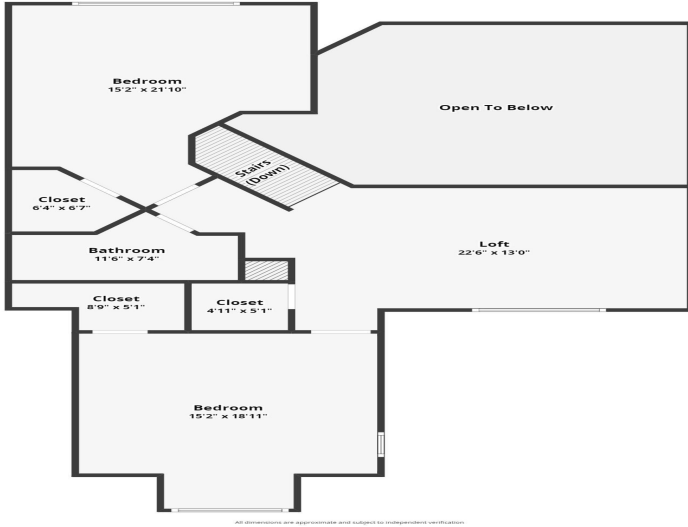 Bedroom
15'2" x 21'10"
Open To Below
Stairs
(Down)
Closet
6'4" x 6'7"
Loft
22'6" x 13'0"
Bathroom
11'6" x 7'4"
Closet
8'9" x 5'1"
Closet
4'11" x 5'1"
Bedroom
15'2" x 18'11"
All dimensions are approximate and subject to independent verification